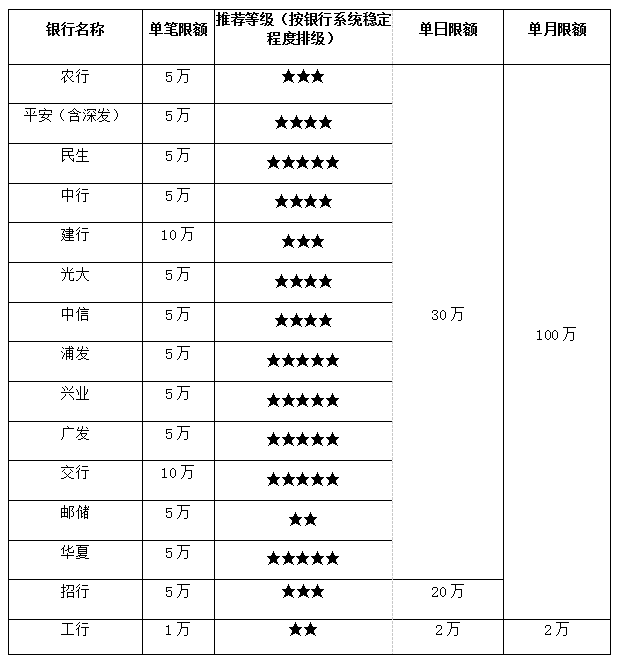 银行名称 单笔限额 推荐等级（按银行系统稳定 单日限额 单月限额
程度排级）
农行 5万 ★★★
平安（含深发） 5万 ★★★★
民生 5万 ★★★★★
中行 5万 ★★★★
建行 10万 ★★★
光大 5万 ★★★★
中信 5万 ★★★★ 30万
100万
浦发 5万 ★★★★★
兴业 5万 ★★★★★
广发 5万 ★★★★★
交行 10万 ★★★★★
邮储 5万 ★★
华夏 5万 ★★★★★
招行 5万 ★★★ 20万
工行 1万 ★★ 2万 2万